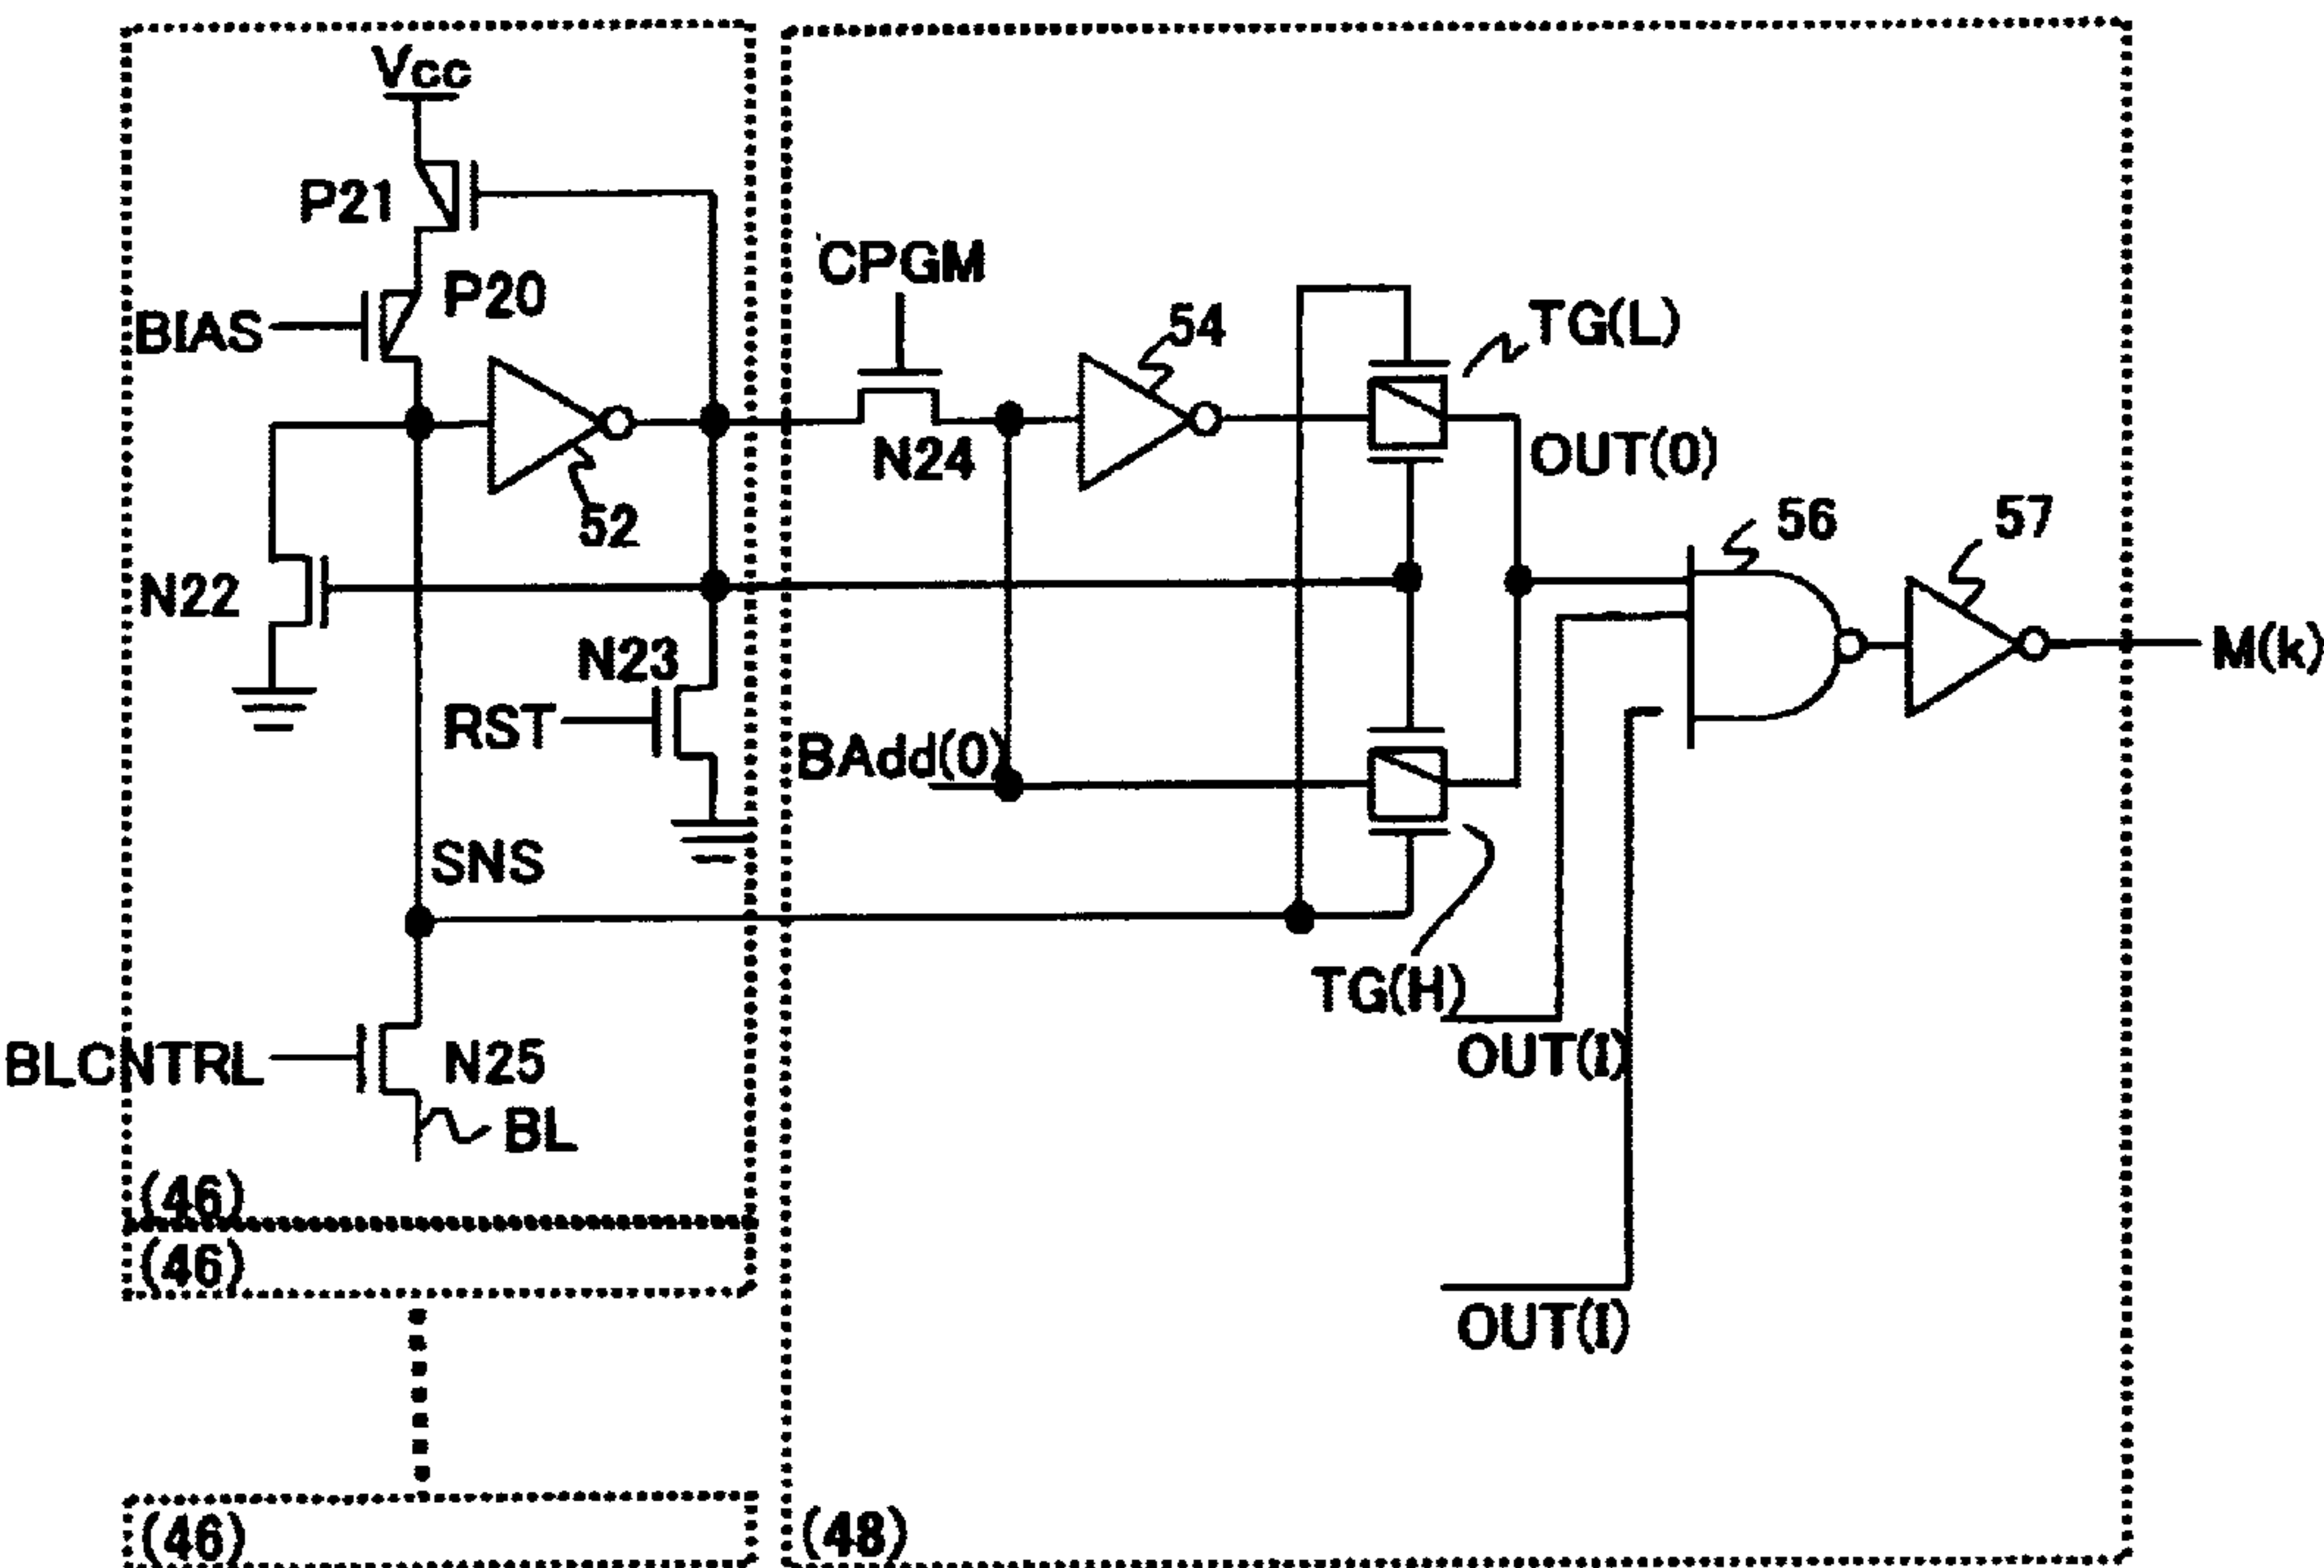 Vcc
P21
P20
BIAS
52
N22
N23
RST
SNS
BLCNTRL
N25
BL
(46)
(46)
(46)
CPGM
N24
54
TG(L)
OUT(0)
BAdd(0)
TG(H)
OUT(I)
OUT(I)
56
57
M(k)
(48)